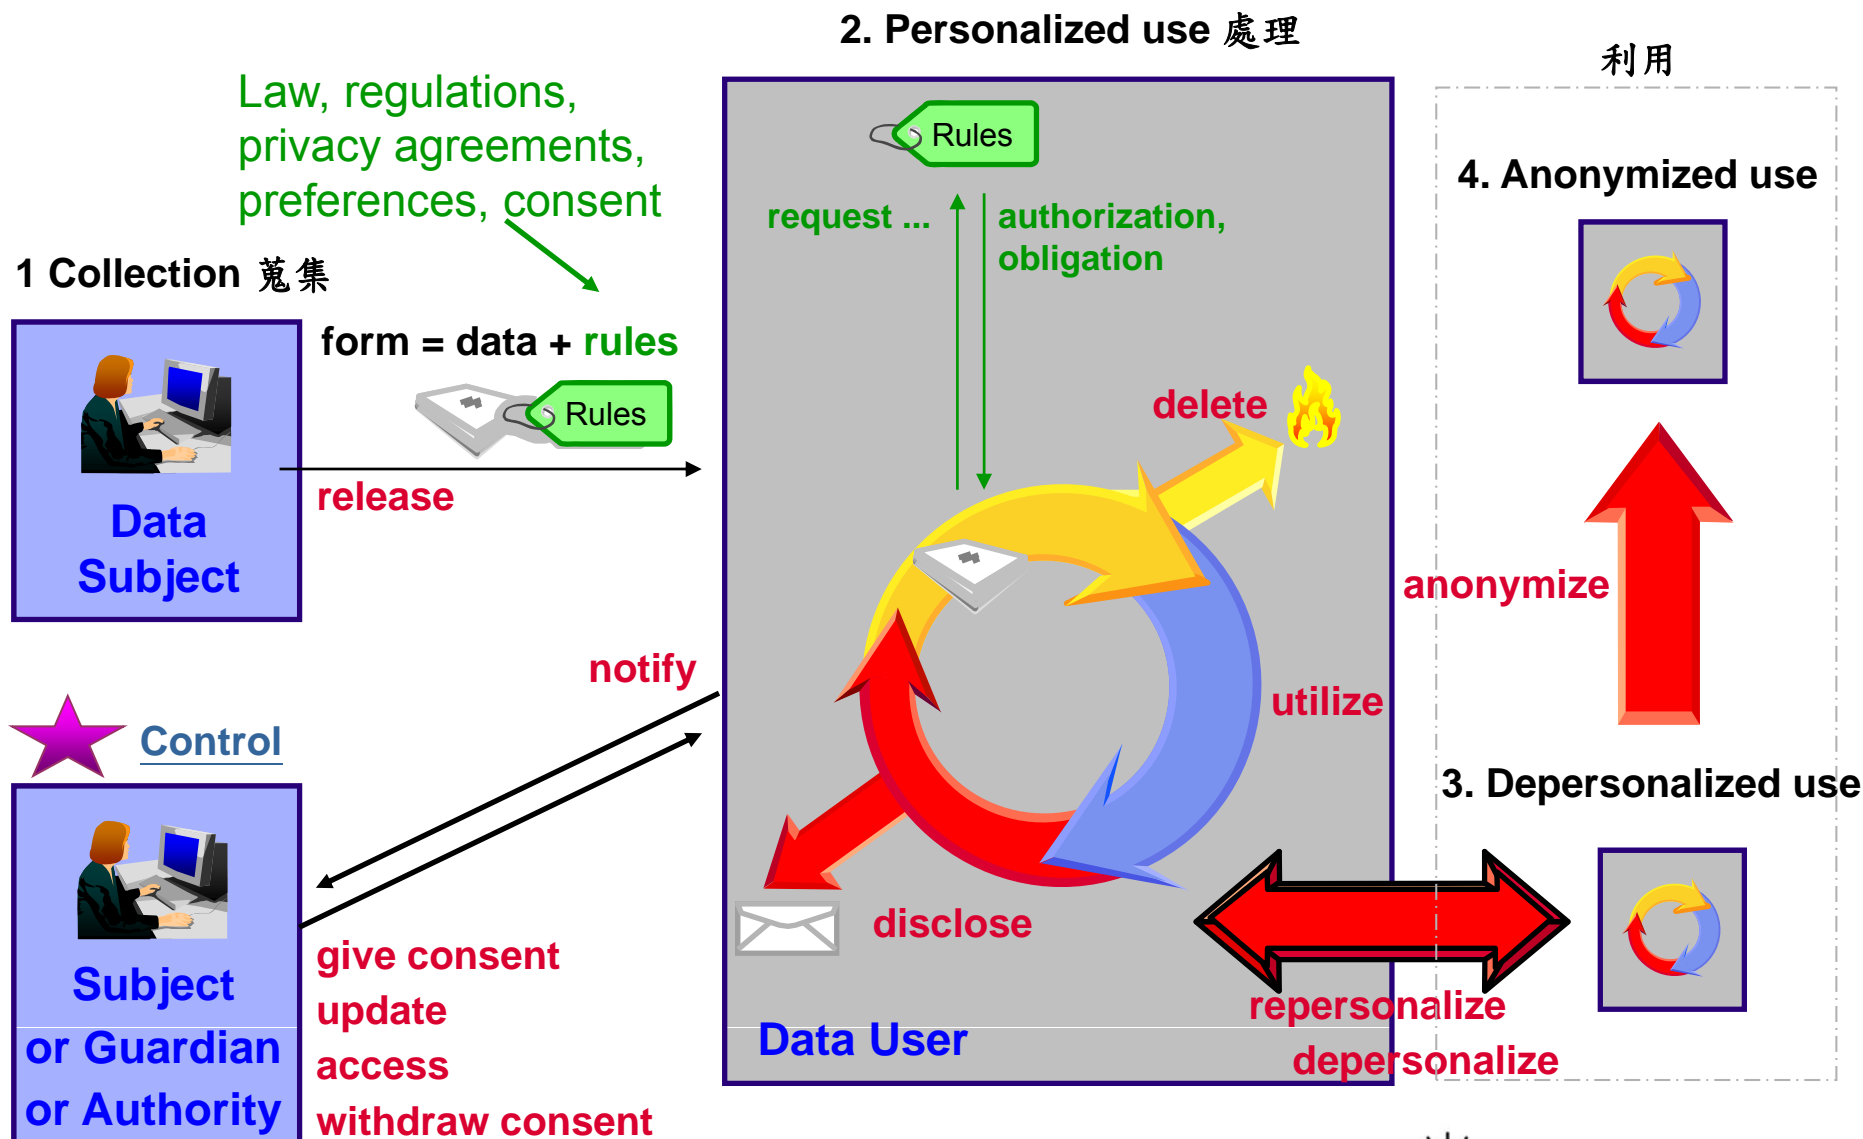 2. Personalized use 處理
利用
Law, regulations,
privacy agreements,
preferences, consent
1 Collection 蒐集
form = data + rules
Rules
release
Data
Subject
Rules
request ...
authorization,
obligation
delete
utilize
disclose
Data User
notify
Control
Subject
or Guardian
or Authority
give consent
update
access
withdraw consent
4. Anonymized use
anonymize
3. Depersonalized use
repersonalize
depersonalize